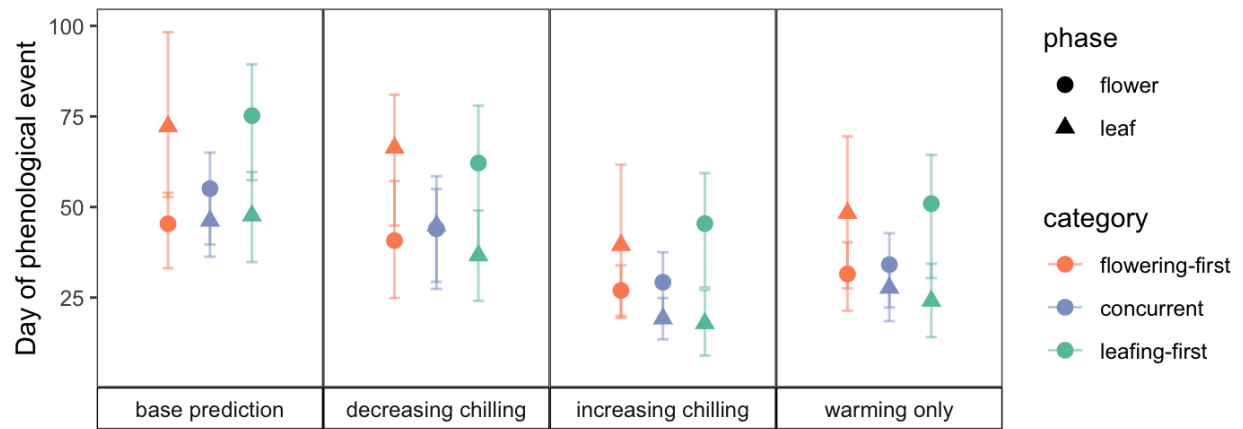 Day of phenological event
100
75
50
25
base prediction
decreasing chilling
increasing chilling
warming only
phase
flower
leaf
category
flowering-first
concurrent
leafing-first